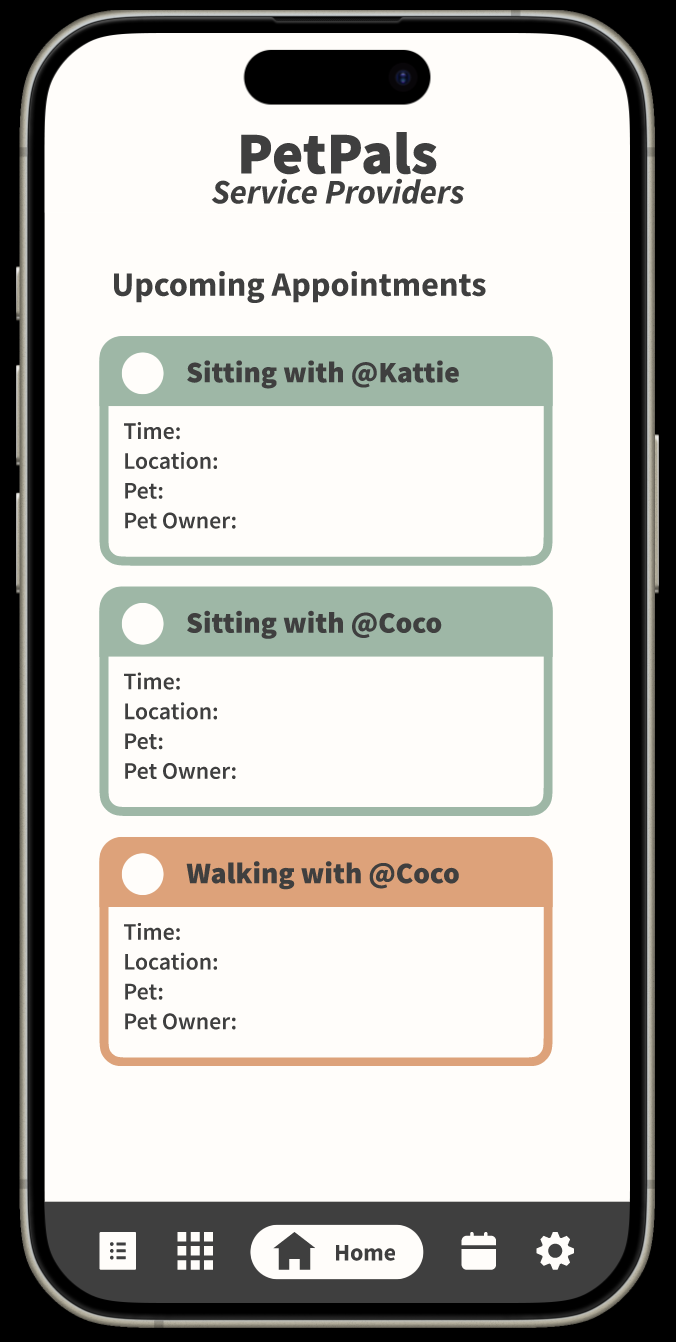 PetPals
Service Providers
Upcoming Appointments
Sitting with @Kattie
Time:
Location:
Pet:
Pet Owner:
Sitting with @Coco
Time:
Location:
Pet:
Pet Owner:
Walking with @Coco
Time:
Location:
Pet:
Pet Owner:
Home